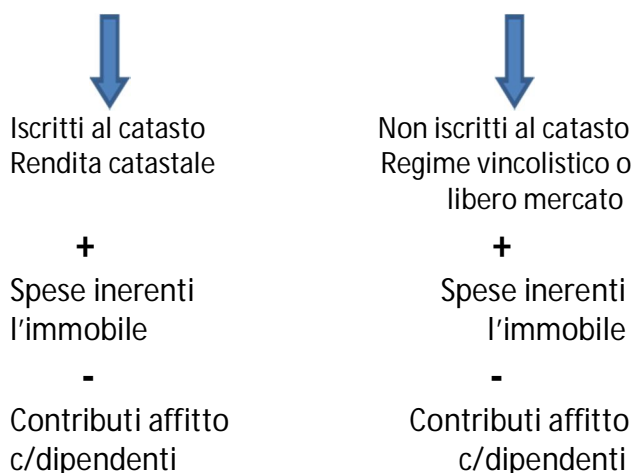 Iscritti al catasto
Rendita catastale
+
Spese inerenti
l'immobile
-
Contributi affitto
c/dipendenti
Non iscritti al catasto
Regime vincolistico o
libero mercato
+
Spese inerenti
l'immobile
-
Contributi affitto
c/dipendenti